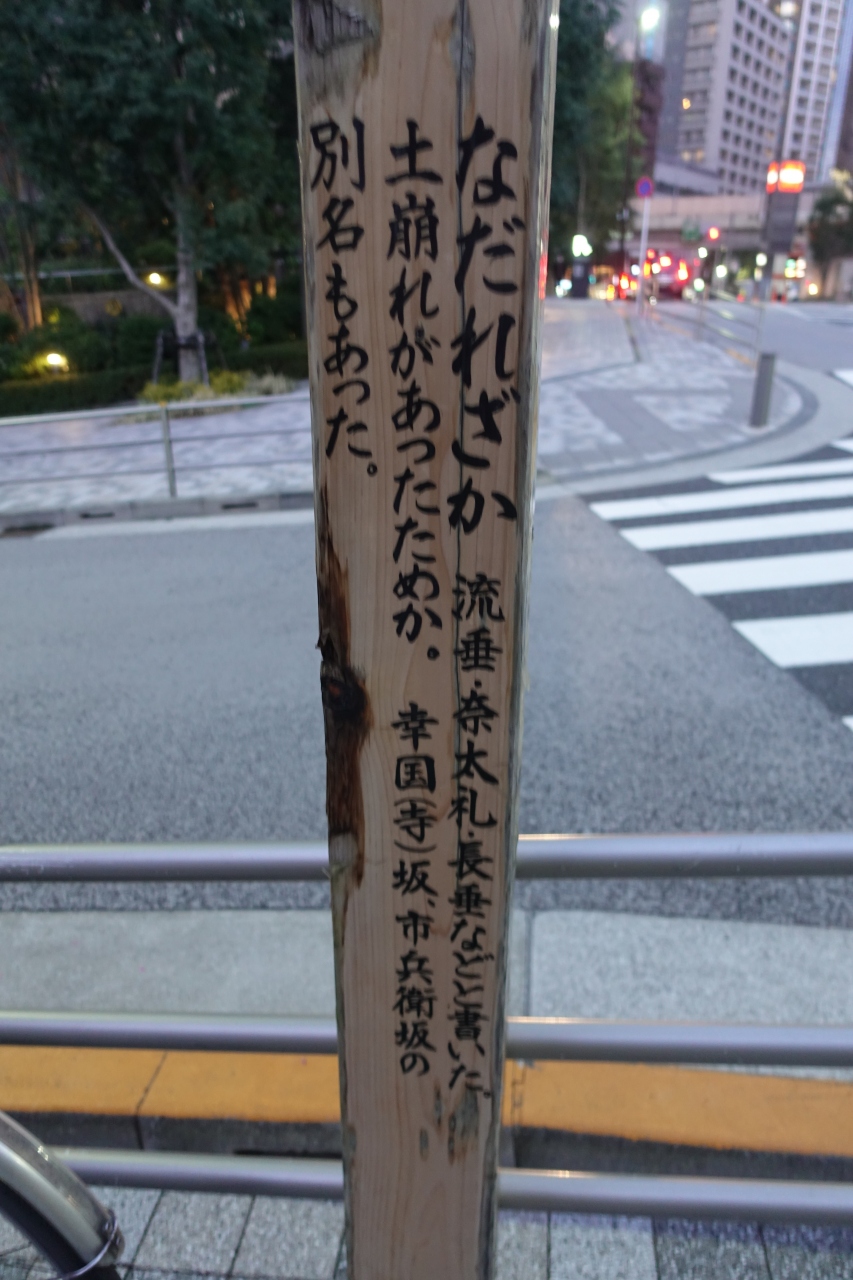 なだれざか 流垂・奈太礼・長垂などと書いた。
土崩れがあったためか。 幸国(寺)坂、市兵衛坂の
別名もあった。